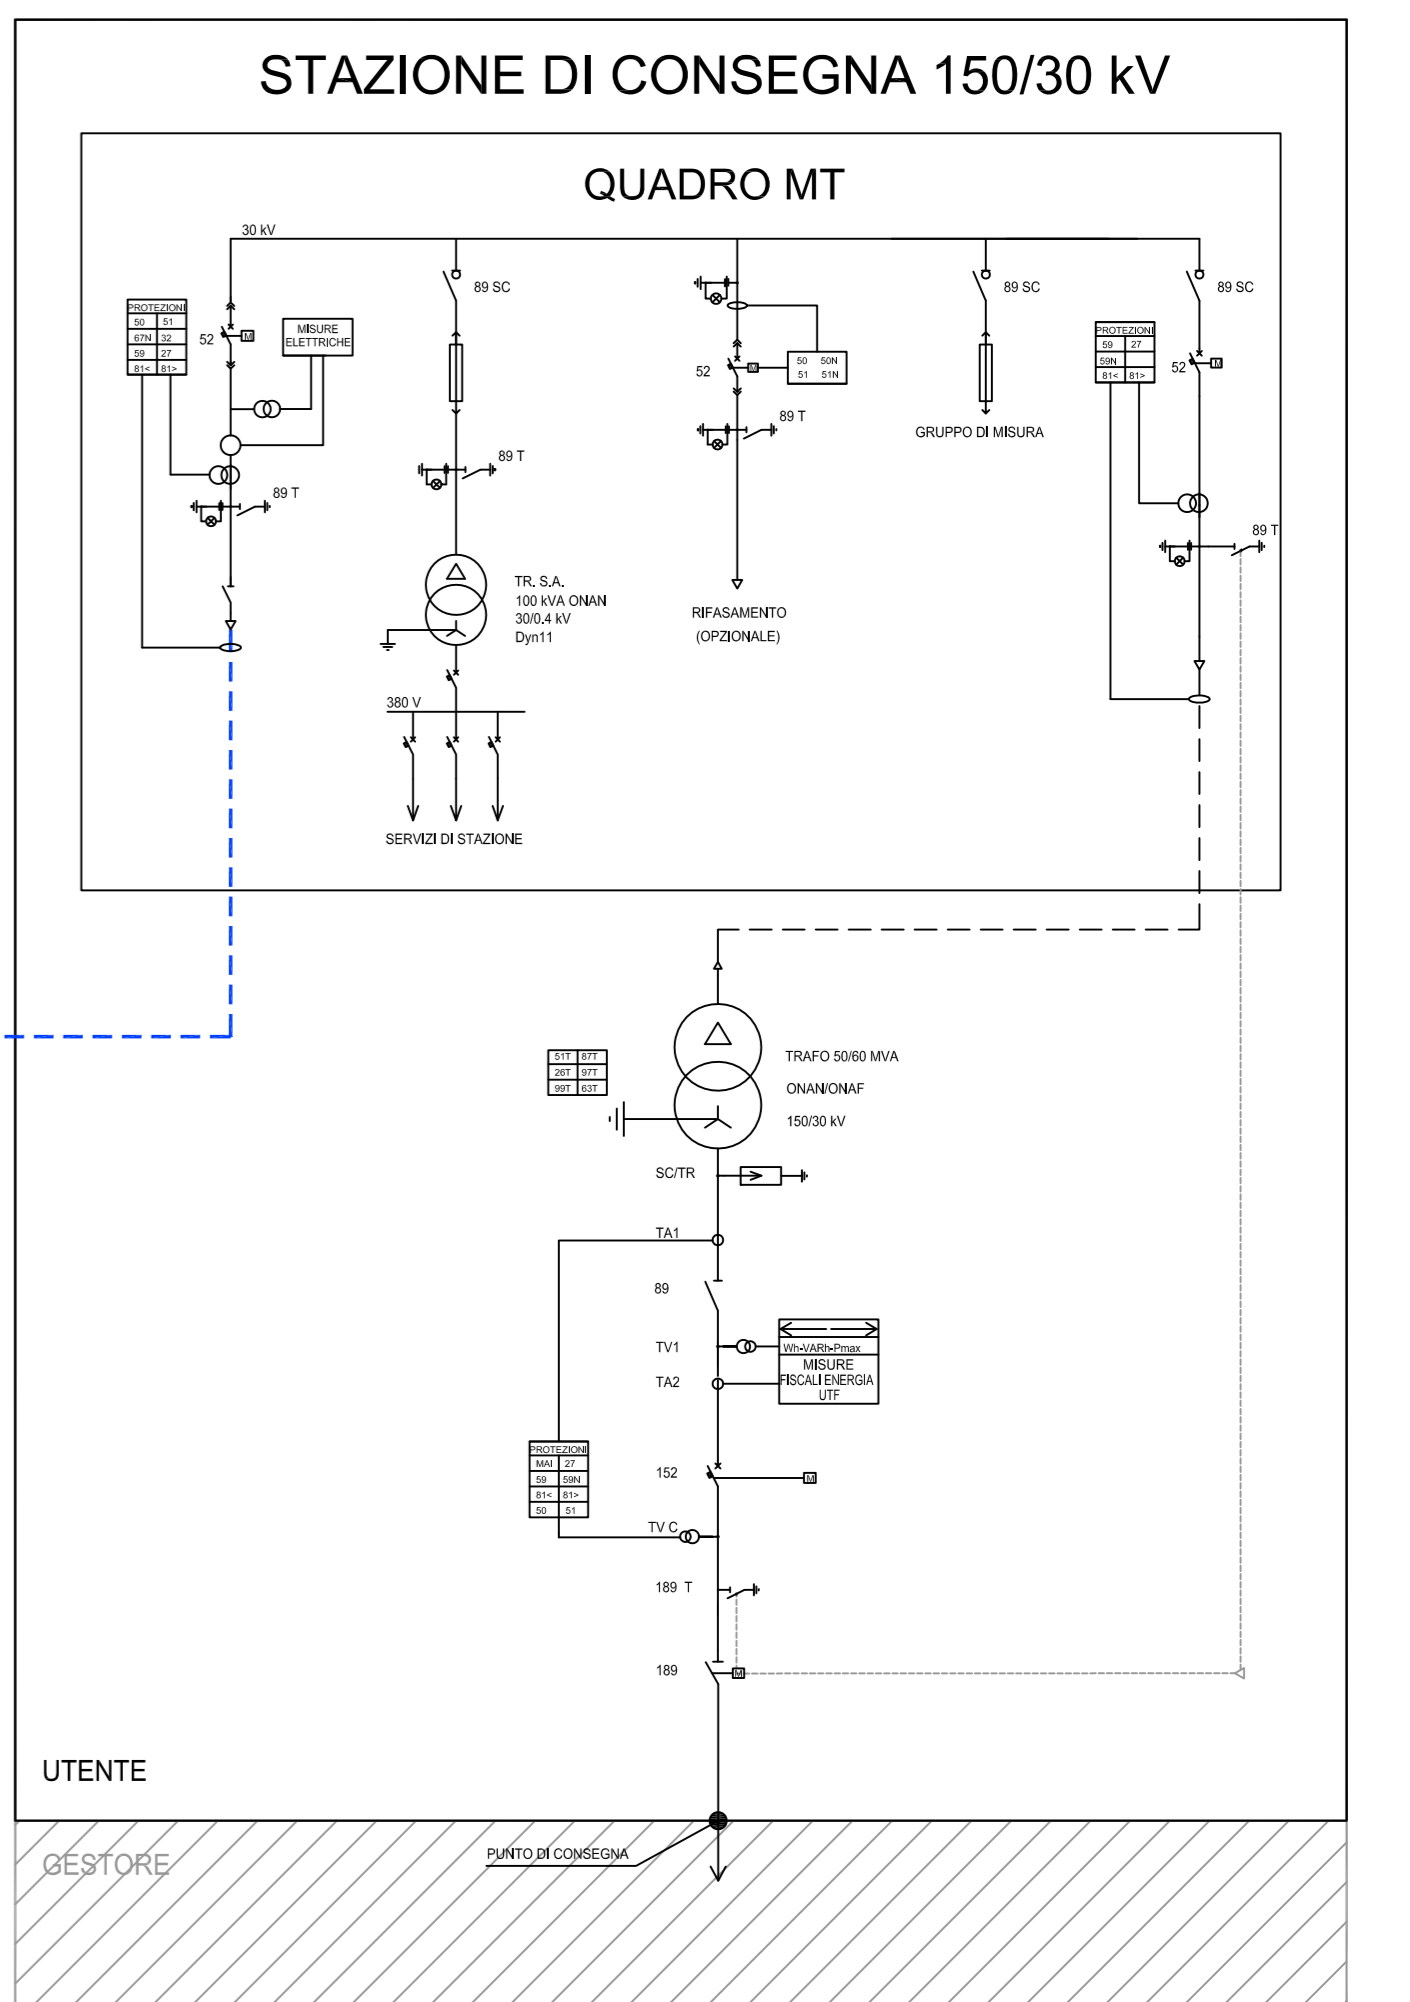 STAZIONE DI CONSEGNA 150/30 kV
QUADRO MT
30 kV
PROTEZIONI
50 51
67N 32
59 27
81< 81>
52
M
MISURE
ELETTRICHE
89 T
89 SC
89 T
TR. S.A.
100 kVA ONAN
30/0.4 kV
Dyn11
380 V
SERVIZI DI STAZIONE
52
M
50 50N
51 51N
89 T
RIFASAMENTO
(OPZIONALE)
89 SC
GRUPPO DI MISURA
89 SC
PROTEZIONI
59 27
59N
81< 81>
52
M
89 T
51T 87T
26T 97T
99T 63T
TRAFO 50/60 MVA
ONAN/ONAF
150/30 kV
SC/TR
TA1
89
TV1
Wh-VARh-Pmax
MISURE
FISCALI ENERGIA
UTF
TA2
PROTEZIONI
MAI 27
59 59N
81< 81>
50 51
152
M
TV C
189 T
189
M
UTENTE
GESTORE
PUNTO DI CONSEGNA